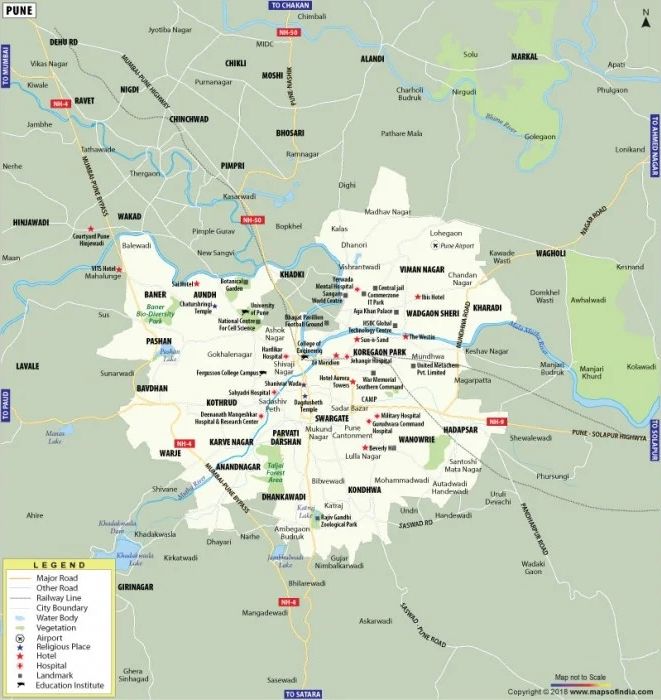 PUNE
TO CHAKAN
Chimbali
N
DEHU RD
NH-50
MIDC
Vikas Nagar
MUMBAI-PUNE HIGHWAY
CHIKLI
MOSHI
ALANDI
Solu
MARKAL
Apati
TO MUMBAI
Kiwale
NIGDI
Purnanagar
PUNE-NASHIK
Charholi
Budruk
Nirgudi
Phulgaon
RAVET
NH-4
CHINCHWAD
Bhame River
Golegaon
TO AHMED NAGAR
Jambhe
BHOSARI
Pathare Mala
Lonikand
Tathawade
Ramnagar
Nerhe
MUMBAI-PUNE BYPASS
Thergaon
PIMPRI
Dighi
Kasarwadi
HINJAWADI
WAKAD
NH-50
Madhav Nagar
NAGAR ROAD
Courtyard Pune
Hinjewadi
Pimple Gurav
Bopkhel
Kalas
Lohegaon
Maan
Balewadi
New Sangvi
Dhanori
Pune Airport
Kawade
Wasti
WAGHOLI
VITS Hotel
Mahalunge
KHADKI
Vishrantwadi
VIMAN NAGAR
Chandan
Nagar
Kesnand
Sai Hotel
Botanical
Garden
Yerwada
Mental Hospital
Central jail
BANER
AUNDH
Sangam
World Centre
Commerzone
IT Park
Ibis Hotel
Domkhel
Wasti
Awhalwadi
Sus
Baner
Bio-Diversity
Park
Chaturshringi
Temple
University
of Pune
Aga Khan Palace
WADGAON SHERI
MUNDHWA ROAD
KHARADI
National Centre
For Cell Science
Bhagat Pavillion
Football Ground
HSBC Global
Technology Centre
Mula Mutha River
PASHAN
Ashok
Nagar
College of
Engineering
Sun-n-Sand
The Westin
Pashan
Lake
Gokhalenagar
Hardikar
Hospital
KOREGAON PARK
Keshav Nagar
LAVALE
Le Meridien
Jehangir Hospital
Mundhwa
Manjari
Budruk
Manjari
Khurd
Kolawadi
Sunarwadi
Fergusson College Campus
Shivaji
Nagar
United Metachem
Pvt. Limited
BAVDHAN
Shaniwar Wada
Hotel Aurora
Towers
War Memorial
Southern Command
Magarpatta
TO PAUD
KOTHRUD
Sahyadri Hospital
Sadashiv
Peth
Dagdusheth
Temple
CAMP
Sadar Bazar
Deenanath Mangeshkar
Hospital & Research Center
SWARGATE
Military Hospital
HADAPSAR
NH-9
Manas
Lake
NH-4
KARVE NAGAR
PARVATI
DARSHAN
Mukund
Nagar
Pune
Cantonment
Gurudwara Command
Hospital
Shewalewadi
PUNE - SOLAPUR HIGHWYA
TO SOLAPUR
WARJE
WANOWRIE
Beverly Hill
Lulla Nagar
ANANDNAGAR
Taljai
Forest
Area
Santoshi
Mata Nagar
Phursungi
Shivane
Mutha River
MUMBAI-PUNE BYPASS
Bibvewadi
Mohammadwadi
Autadwadi
Handewadi
DHANKAWADI
KONDHWA
Uruli
Devachi
Ahire
Khadakwasla
Dam
Katraj
Lake
Katraj
Undri
Handewadi
PANDHARPUR ROAD
Rajiv Gandhi
Zoological Park
SASWAD RD
Khadakwasla
Ambegaon
Budruk
Dhayari
Narhe
Khadakwasla
Lake
Kirkatwadi
Jambhulwadi
Lake
Gujar
Nimbalkarwadi
Wadaki
Gaon
LEGEND
Major Road
Other Road
Railway Line
City Boundary
Water Body
Vegetation
Airport
Religious Place
Hotel
Hospital
Landmark
Education Institute
GIRINAGAR
Bhilarewadi
NH-4
Mangadewadi
Askarwadi
SASWAD - PUNE ROAD
Ghera
Sinhagad
Sasewadi
TO SATARA
Map not to Scale
Copyright © 2018 www.mapsofindia.com